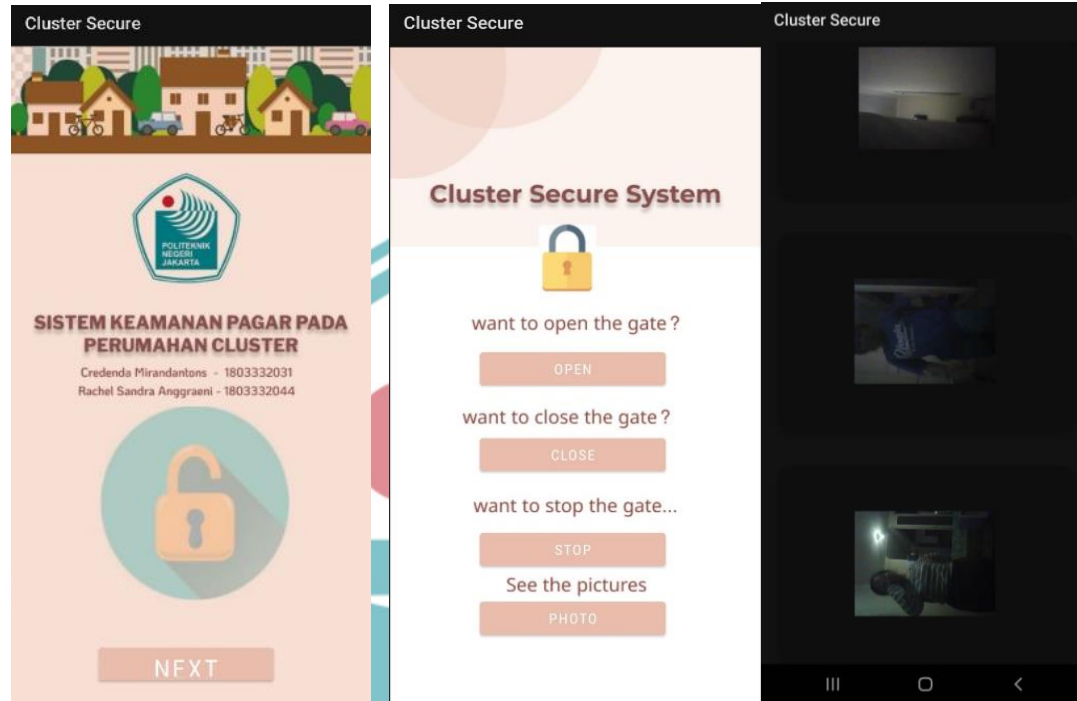 Cluster Secure
POLITEKNIK
NEGERI
JAKARTA
SISTEM KEAMANAN PAGAR PADA
PERUMAHAN CLUSTER
Credenda Mirandantons - 1803332031
Rachel Sandra Anggraeni - 1803332044
NEXT
Cluster Secure
Cluster Secure System
want to open the gate?
OPEN
want to close the gate?
CLOSE
want to stop the gate...
STOP
See the pictures
PHOTO
Cluster Secure